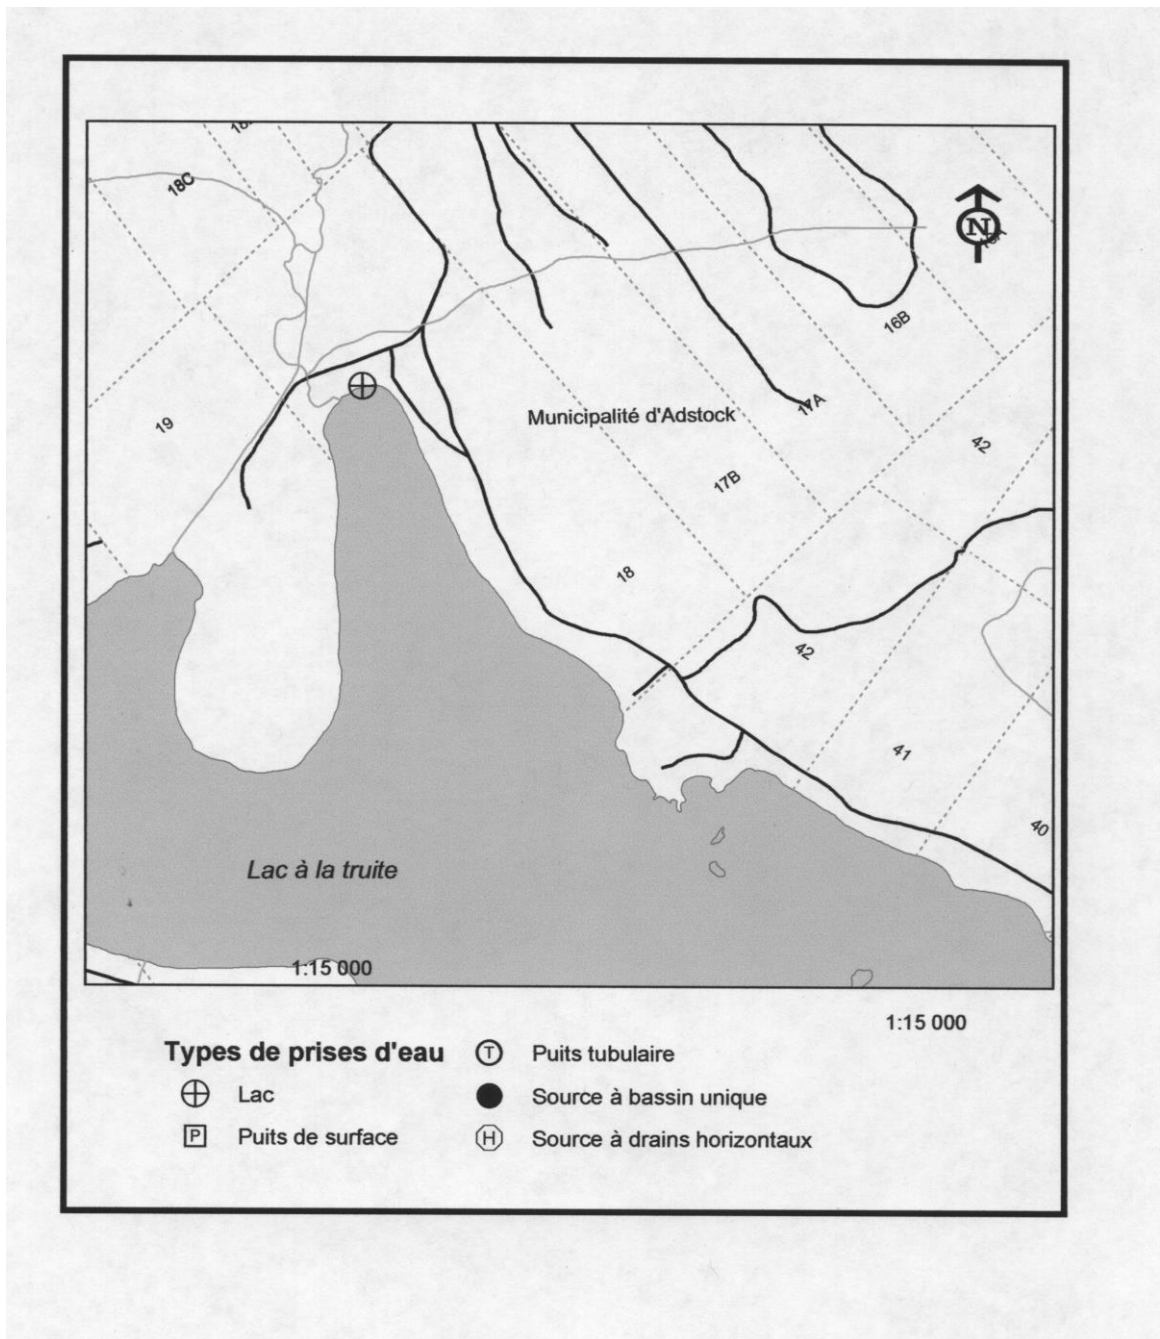 18C
N
16B
19
Municipalité d'Adstock
17A
42
17B
18
42
41
40
Lac à la truite
1:15 000
1:15 000
Types de prises d'eau
T Puits tubulaire
Lac
Source à bassin unique
P Puits de surface
H Source à drains horizontaux